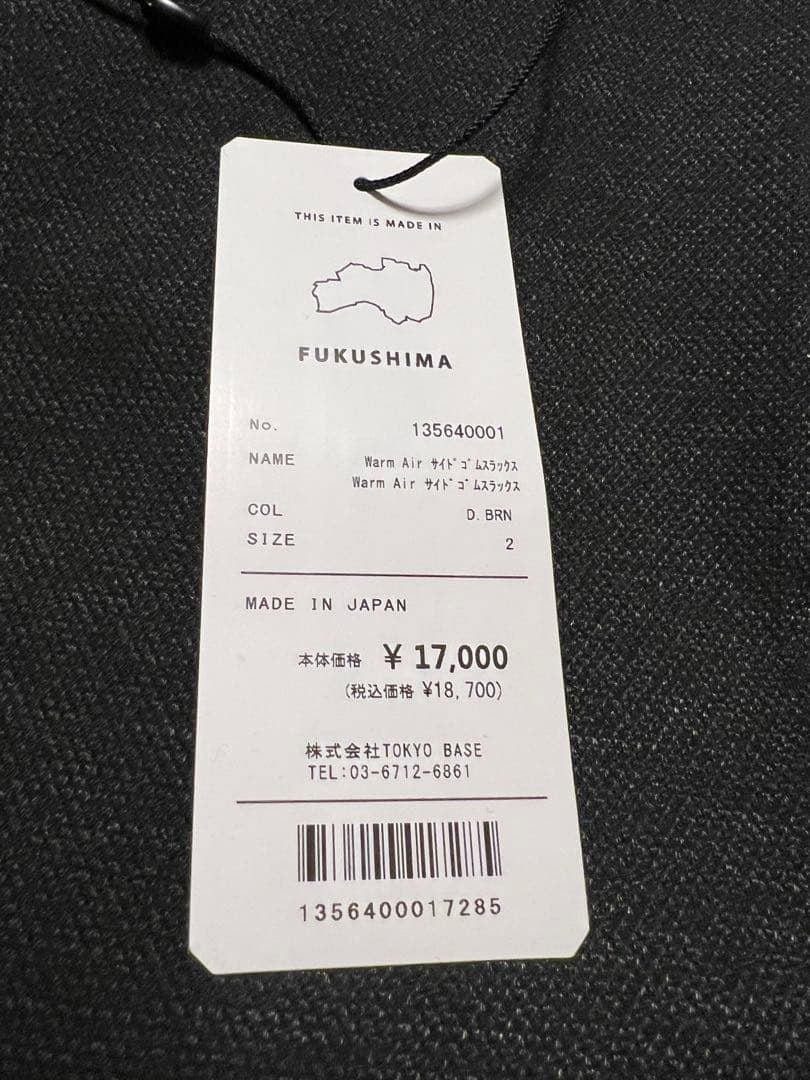 THIS ITEM IS MADE IN
FUKUSHIMA
No. 135640001
NAME Warm Air ｻｲﾄﾞｺﾞﾑｽﾗｯｸｽ
Warm Air ｻｲﾄﾞｺﾞﾑｽﾗｯｸｽ
COL D. BRN
SIZE 2
MADE IN JAPAN
本体価格 ¥ 17,000
(税込価格 ¥18,700)
株式会社TOKYO BASE
TEL:03-6712-6861
1356400017285